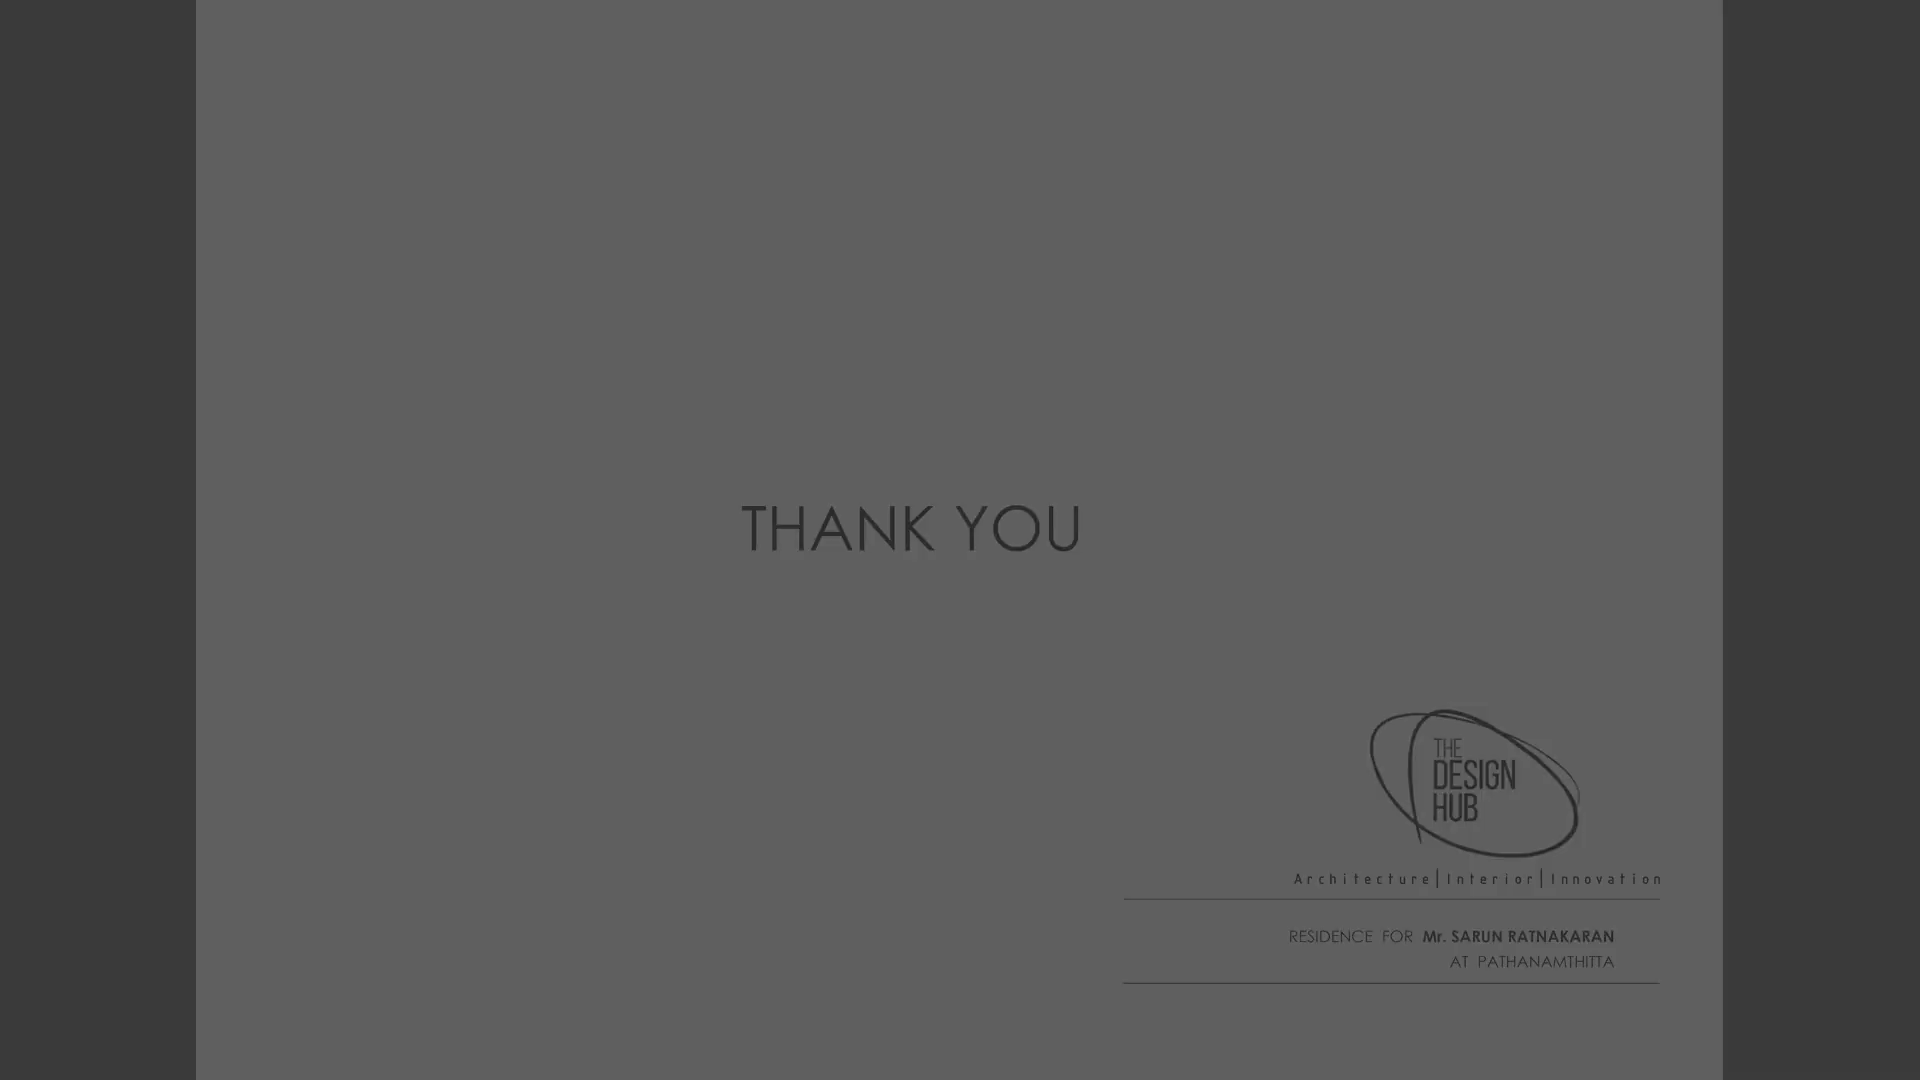 THANK YOU
THE
DESIGN
HUB
Architecture|Interior|Innovation
RESIDENCE FOR Mr. SARUN RATNAKARAN
AT PATHANAMTHITTA